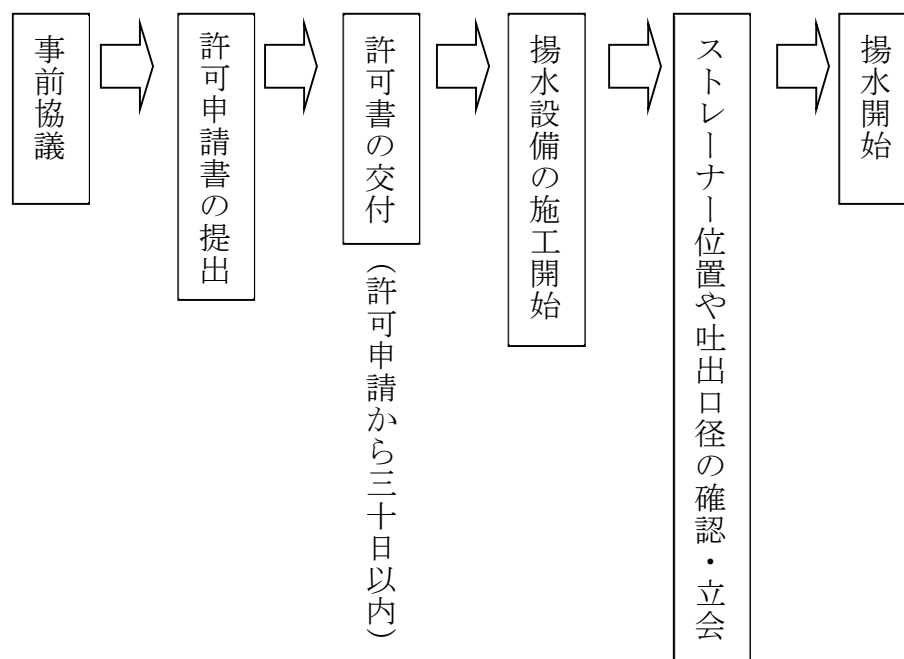 事前協議
許可申請書の提出
許可書の交付
（許可申請から三十日以内）
揚水設備の施工開始
ストレーナー位置や吐出口径の確認・立会
揚水開始